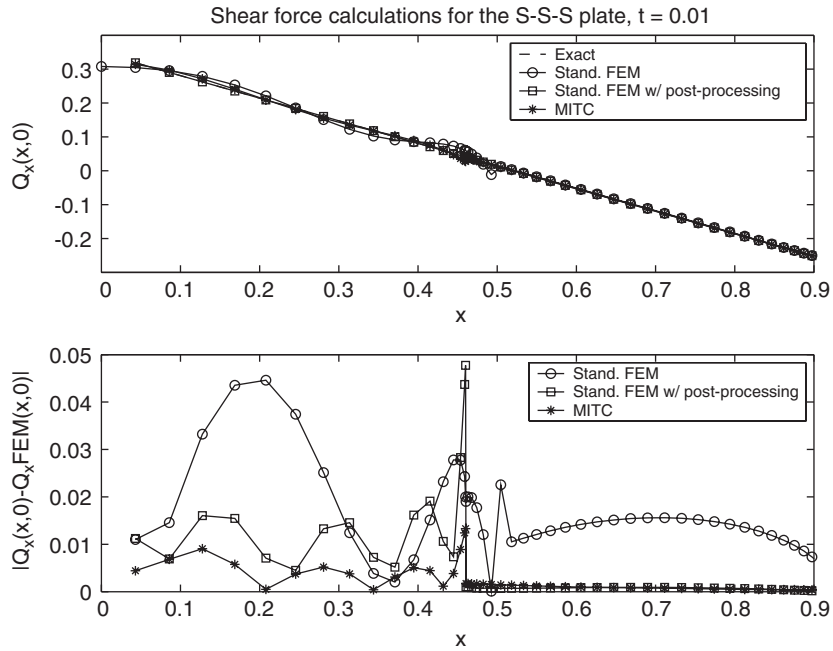 Shear force calculations for the S-S-S plate, t = 0.01
Exact
Stand. FEM
Stand. FEM w/ post-processing
MITC
0.3
0.2
0.1
0
-0.1
-0.2
Q_x(x,0)
0 0.1 0.2 0.3 0.4 0.5 0.6 0.7 0.8 0.9
x
Stand. FEM
Stand. FEM w/ post-processing
MITC
0.05
0.04
0.03
0.02
0.01
0
|Q_x(x,0)-Q_xFEM(x,0)|
0 0.1 0.2 0.3 0.4 0.5 0.6 0.7 0.8 0.9
x